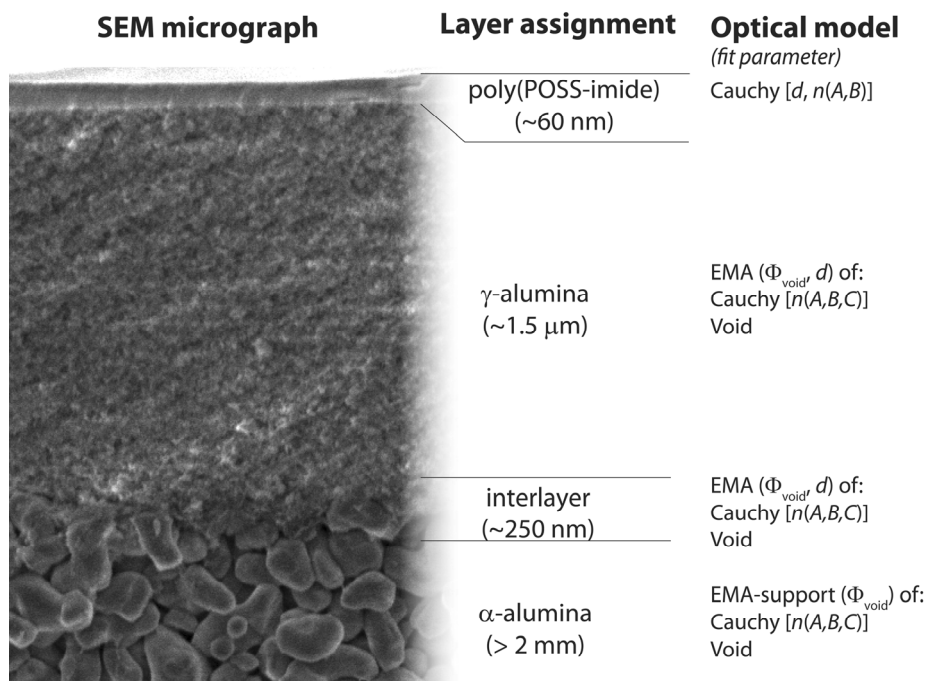 SEM micrograph
Layer assignment
Optical model
(fit parameter)
poly(POSS-imide)
(~60 nm)
Cauchy [d, n(A,B)]
γ-alumina
(~1.5 μm)
EMA (Φvoid, d) of:
Cauchy [n(A,B,C)]
Void
interlayer
(~250 nm)
EMA (Φvoid, d) of:
Cauchy [n(A,B,C)]
Void
α-alumina
(> 2 mm)
EMA-support (Φvoid) of:
Cauchy [n(A,B,C)]
Void